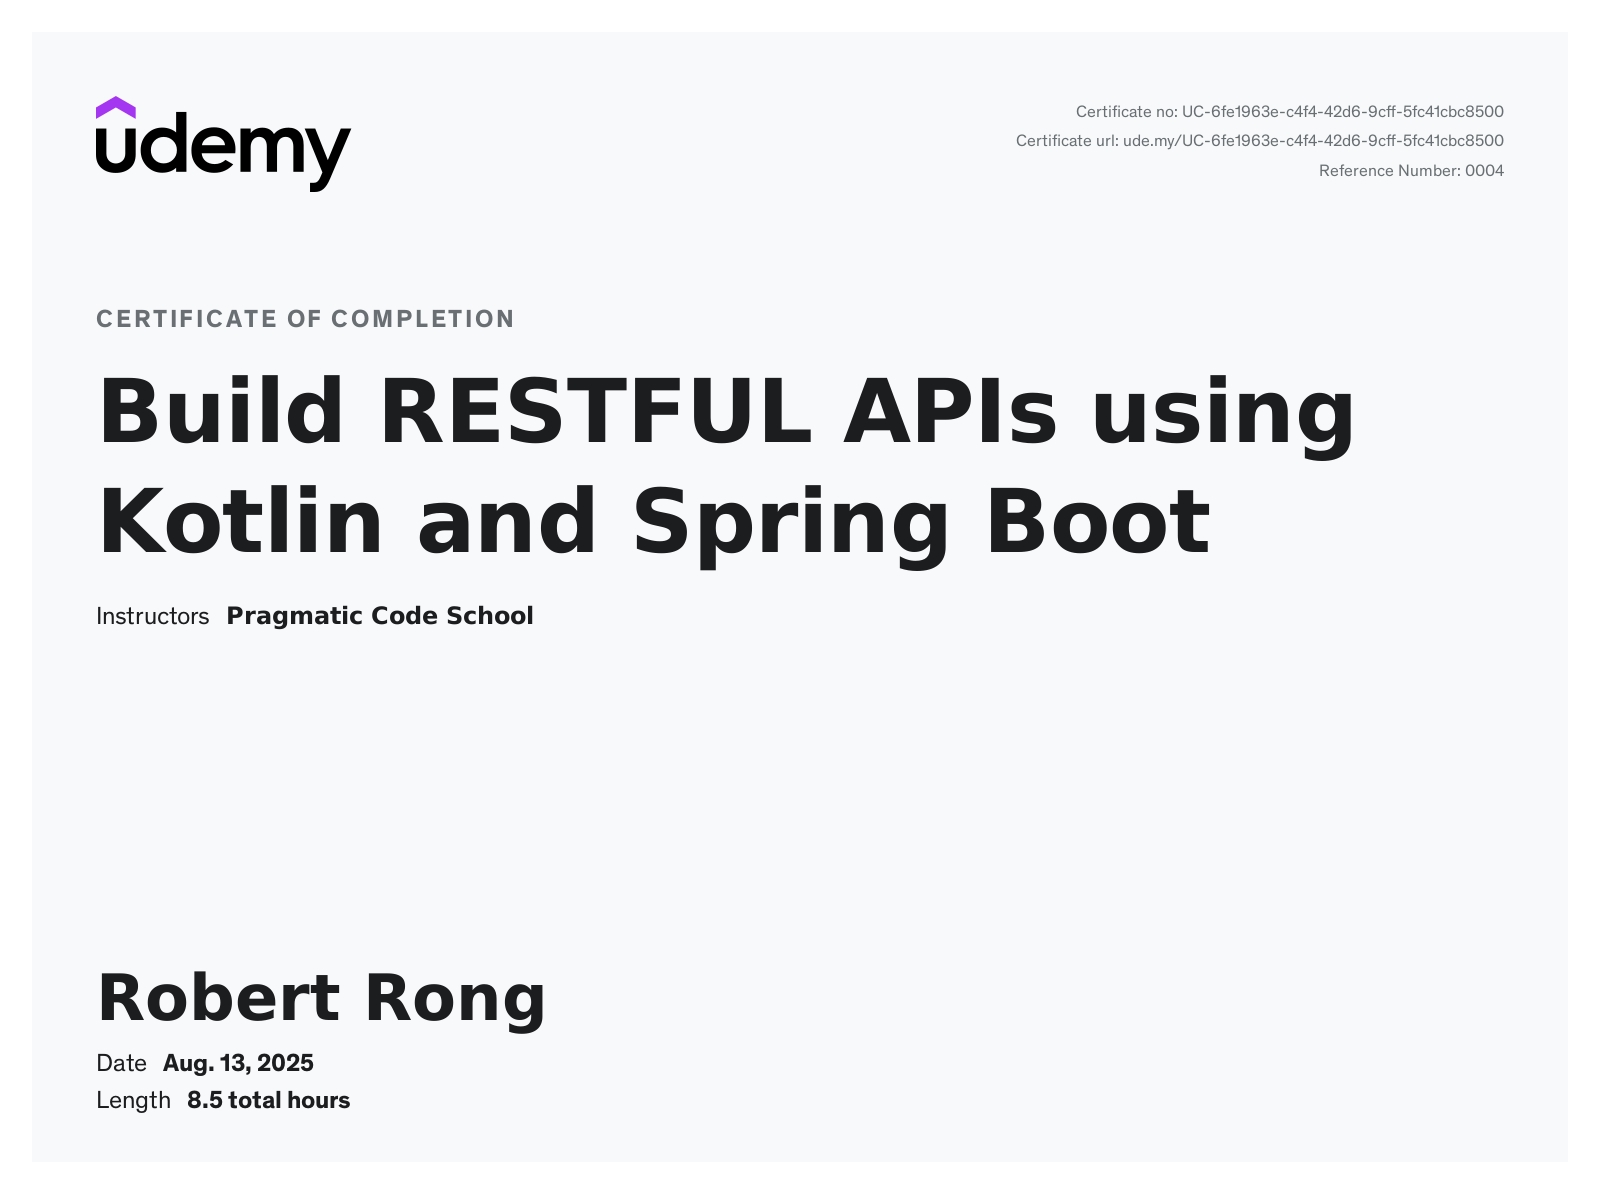 udemy
Certificate no: UC-6fe1963e-c4f4-42d6-9cff-5fc41cbc8500
Certificate url: ude.my/UC-6fe1963e-c4f4-42d6-9cff-5fc41cbc8500
Reference Number: 0004
CERTIFICATE OF COMPLETION
Build RESTFUL APIs using
Kotlin and Spring Boot
Instructors Pragmatic Code School
Robert Rong
Date Aug. 13, 2025
Length 8.5 total hours